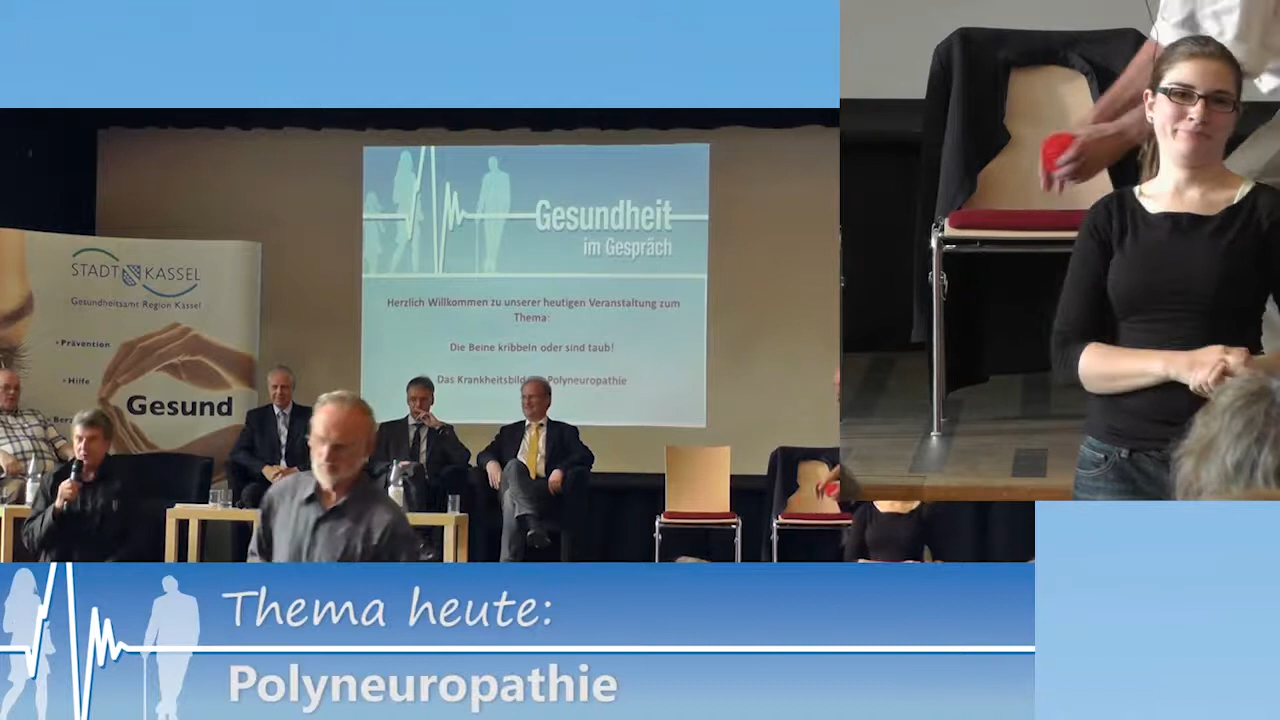 Gesundheit
im Gespräch
Herzlich Willkommen zu unserer heutigen Veranstaltung zum
Thema:
Die Beine kribbeln oder sind taub!
Das Krankheitsbild Polyneuropathie
STADT KASSEL
Gesundheitsamt Region Kassel
• Prävention
• Hilfe
Gesund
Thema heute:
Polyneuropathie